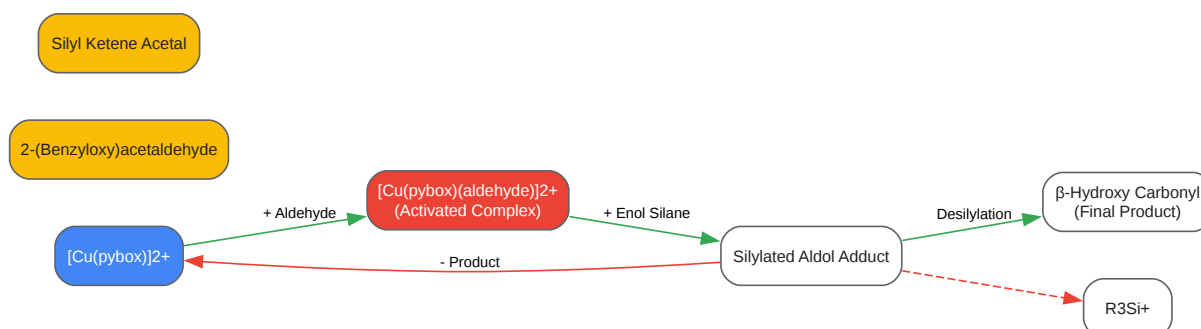 Silyl Ketene Acetal
2-(Benzyloxy)acetaldehyde
[Cu(pybox)]2+
+ Aldehyde
[Cu(pybox)(aldehyde)]2+
(Activated Complex)
+ Enol Silane
- Product
Silylated Aldol Adduct
Desilylation
β-Hydroxy Carbonyl
(Final Product)
R3Si+